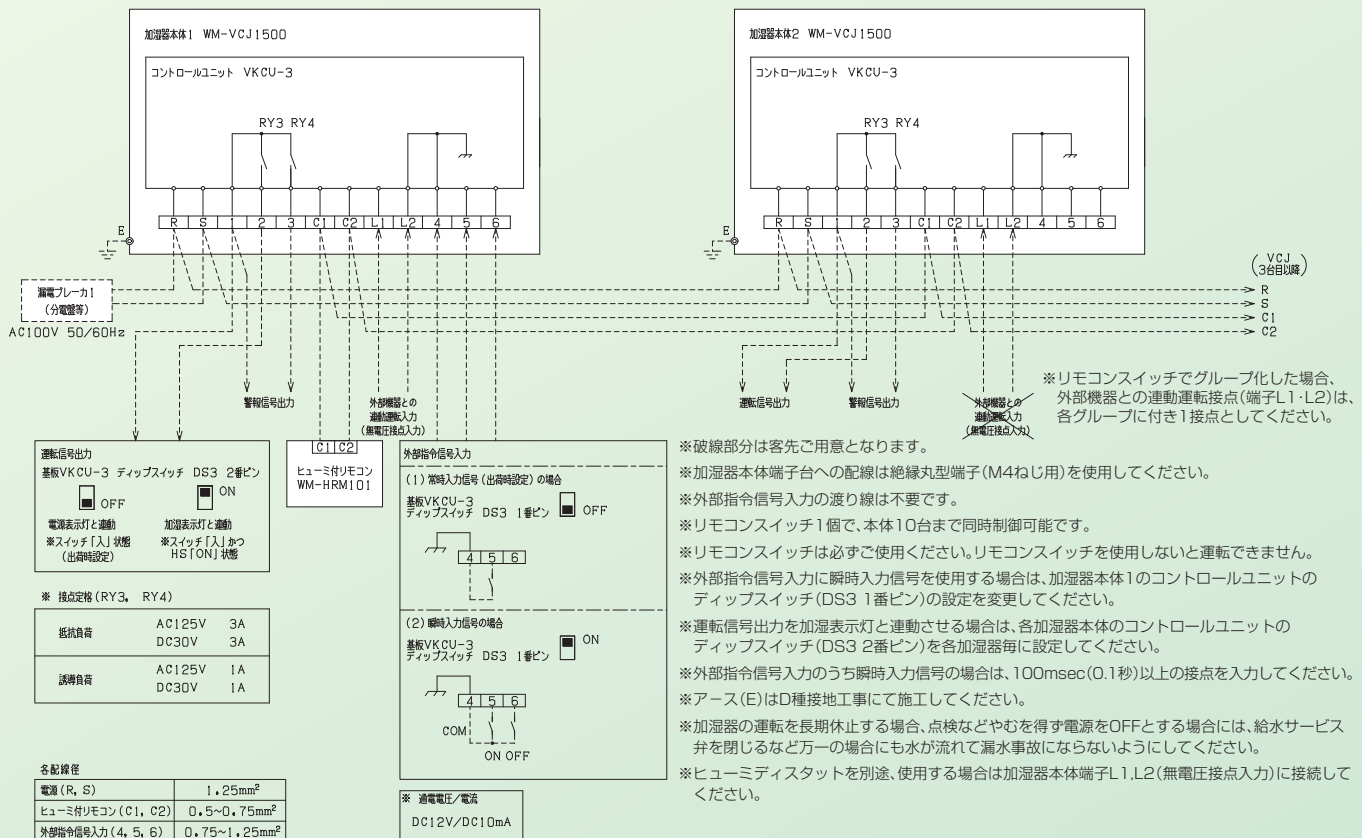 加湿器本体1 WM-VCJ1500
コントロールユニット VKCU-3
RY3 RY4
R S 1 2 3 C1 C2 L1 L2 4 5 6
E
加湿器本体2 WM-VCJ1500
コントロールユニット VKCU-3
RY3 RY4
R S 1 2 3 C1 C2 L1 L2 4 5 6
E
漏電ブレーカ1
(分電盤等)
AC100V 50/60Hz
(VCJ
3台目以降)
R
S
C1
C2
警報信号出力
外部機器との
連動運転入力
(無電圧接点入力)
運転信号出力
警報信号出力
外部機器との
連動運転入力
(無電圧接点入力)
※リモコンスイッチでグループ化した場合、
外部機器との連動運転接点(端子L1・L2)は、
各グループに付き1接点としてください。
運転信号出力
基板VKCU-3 ディップスイッチ DS3 2番ピン
OFF
ON
電源表示灯と連動
※スイッチ「入」状態
(出荷時設定)
加湿表示灯と連動
※スイッチ「入」かつ
HS「ON」状態
C1 C2
ヒューミ付リモコン
WM-HRM101
外部指令信号入力
(1)常時入力信号(出荷時設定)の場合
基板VKCU-3
ディップスイッチ DS3 1番ピン
OFF
4 5 6
(2)瞬時入力信号の場合
基板VKCU-3
ディップスイッチ DS3 1番ピン
ON
4 5 6
COM
ON OFF
※ 接点定格(RY3, RY4)
抵抗負荷 AC125V 3A
DC30V 3A
誘導負荷 AC125V 1A
DC30V 1A
各配線径
電源(R, S) 1.25mm²
ヒューミ付リモコン(C1, C2) 0.5~0.75mm²
外部指令信号入力(4, 5, 6) 0.75~1.25mm²
※ 適電電圧/電流
DC12V/DC10mA
※破線部分は客先ご用意となります。
※加湿器本体端子台への配線は絶縁丸型端子(M4ねじ用)を使用してください。
※外部指令信号入力の渡り線は不要です。
※リモコンスイッチ1個で、本体10台まで同時制御可能です。
※リモコンスイッチは必ずご使用ください。リモコンスイッチを使用しないと運転できません。
※外部指令信号入力に瞬時入力信号を使用する場合は、加湿器本体1のコントロールユニットの
ディップスイッチ(DS3 1番ピン)の設定を変更してください。
※運転信号出力を加湿表示灯と連動させる場合は、各加湿器本体のコントロールユニットの
ディップスイッチ(DS3 2番ピン)を各加湿器毎に設定してください。
※外部指令信号入力のうち瞬時入力信号の場合は、100msec(0.1秒)以上の接点を入力してください。
※アース(E)はD種接地工事にて施工してください。
※加湿器の運転を長期休止する場合、点検などやむを得ず電源をOFFとする場合には、給水サービス
弁を閉じるなど万一の場合にも水が流れて漏水事故にならないようにしてください。
※ヒューミディスタットを別途、使用する場合は加湿器本体端子L1,L2(無電圧接点入力)に接続して
ください。